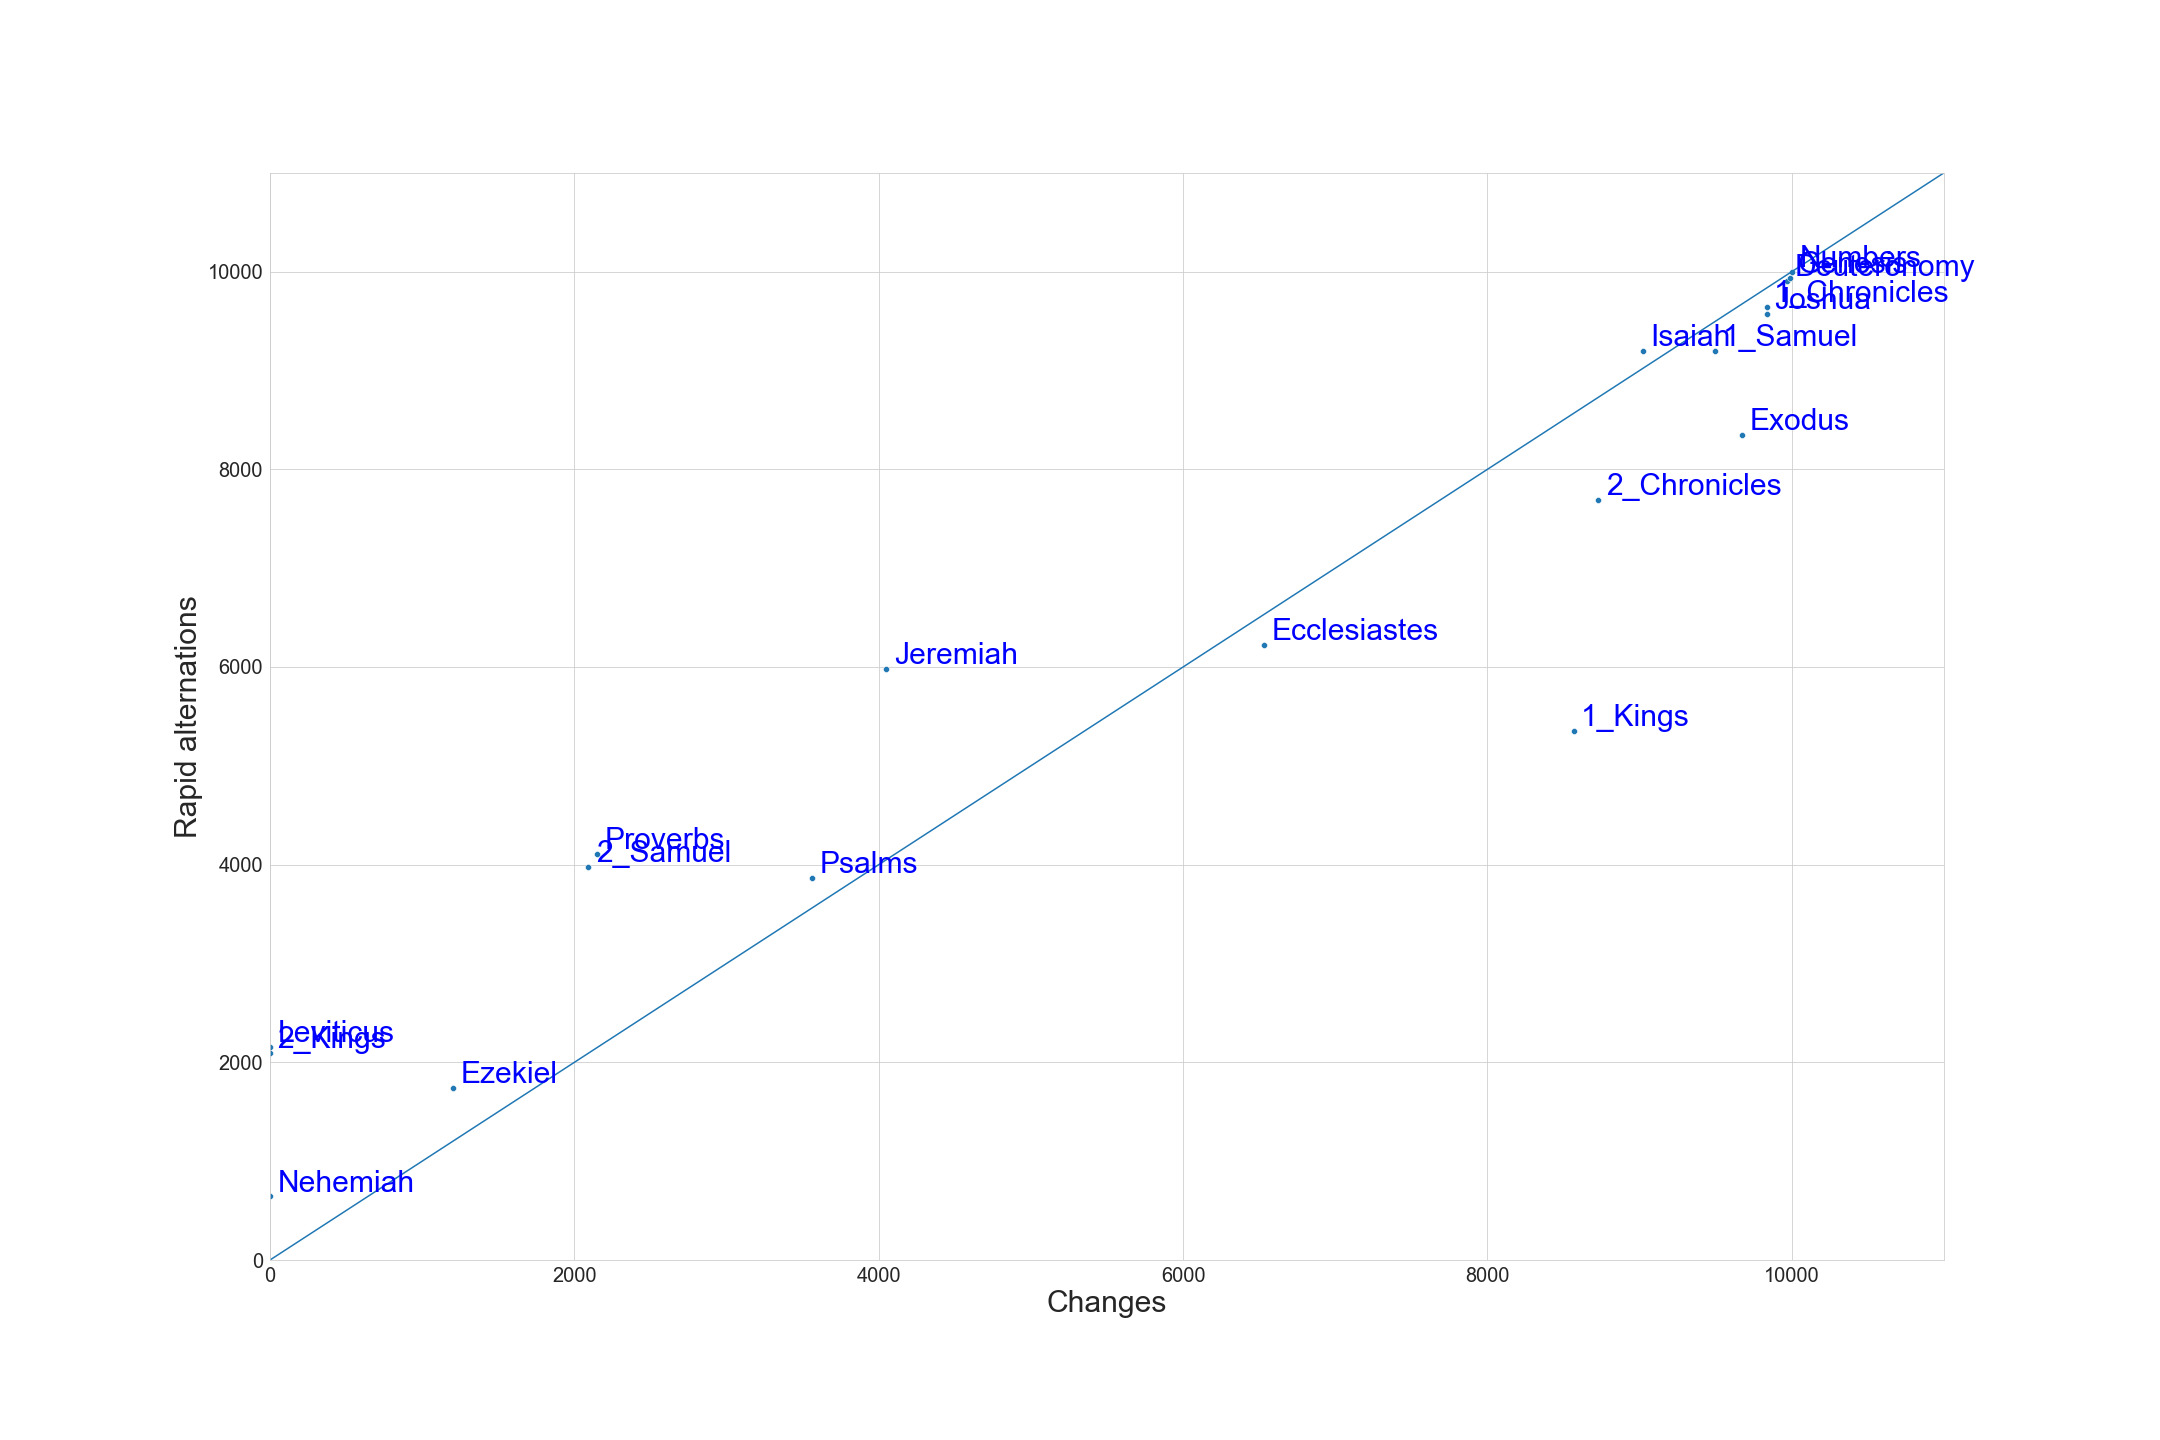 10000
8000
6000
4000
2000
0
0 2000 4000 6000 8000 10000
Changes
Rapid alternations
Numbers
Deuteronomy
1_Chronicles
Joshua
Isaiah
1_Samuel
Exodus
2_Chronicles
Ecclesiastes
Jeremiah
1_Kings
Proverbs
2_Samuel
Psalms
Leviticus
2_Kings
Ezekiel
Nehemiah